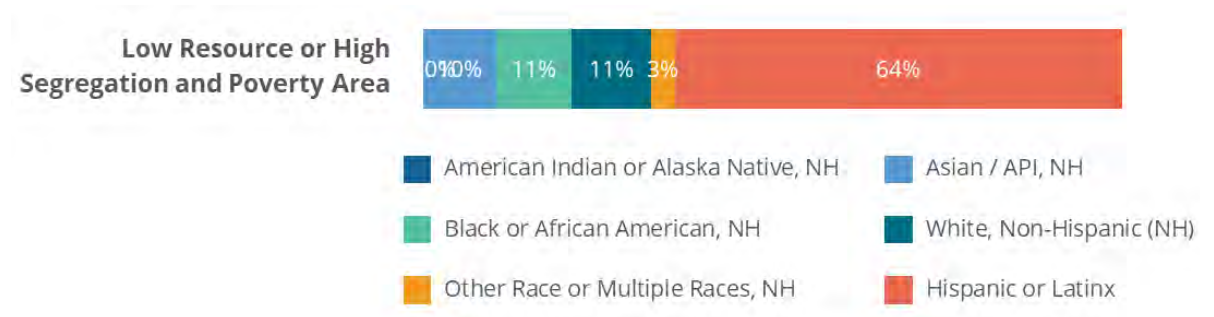 Low Resource or High
Segregation and Poverty Area
0% 10% 11% 11% 3% 64%
American Indian or Alaska Native, NH
Asian / API, NH
Black or African American, NH
White, Non-Hispanic (NH)
Other Race or Multiple Races, NH
Hispanic or Latinx